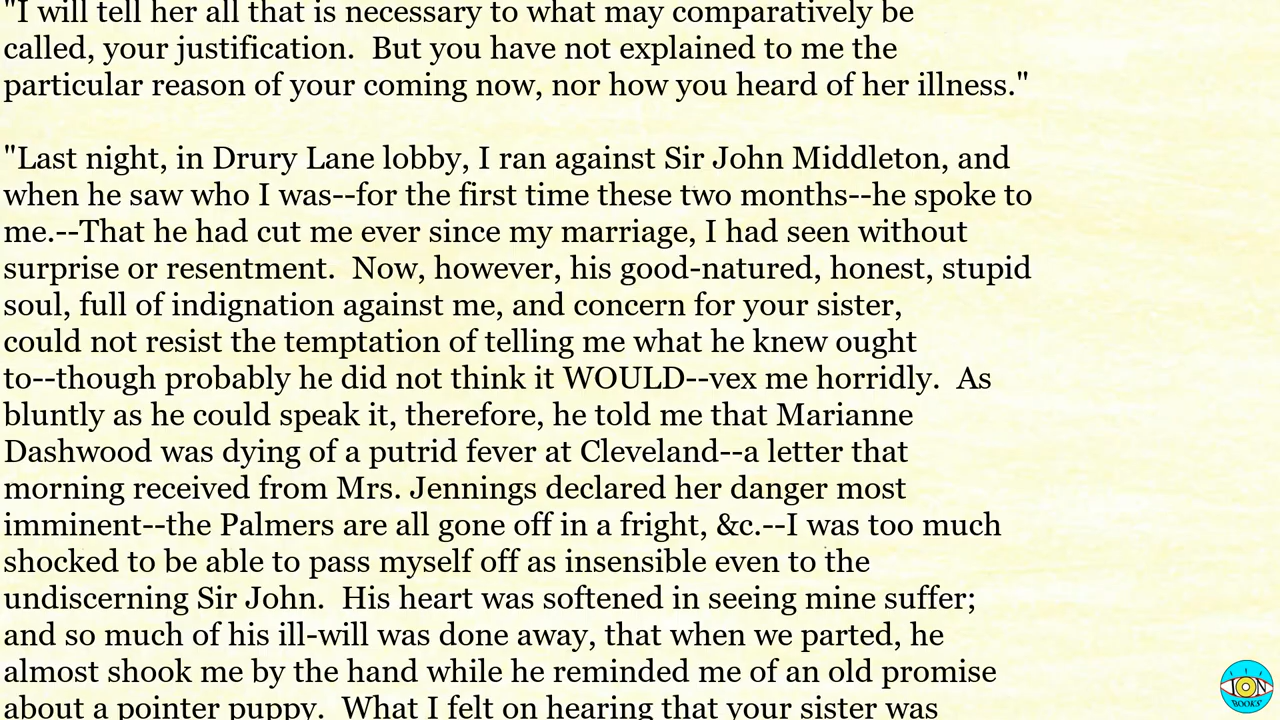 "I will tell her all that is necessary to what may comparatively be
called, your justification.  But you have not explained to me the
particular reason of your coming now, nor how you heard of her illness."
"Last night, in Drury Lane lobby, I ran against Sir John Middleton, and
when he saw who I was--for the first time these two months--he spoke to
me.--That he had cut me ever since my marriage, I had seen without
surprise or resentment.  Now, however, his good-natured, honest, stupid
soul, full of indignation against me, and concern for your sister,
could not resist the temptation of telling me what he knew ought
to--though probably he did not think it WOULD--vex me horridly.  As
bluntly as he could speak it, therefore, he told me that Marianne
Dashwood was dying of a putrid fever at Cleveland--a letter that
morning received from Mrs. Jennings declared her danger most
imminent--the Palmers are all gone off in a fright, &c.--I was too much
shocked to be able to pass myself off as insensible even to the
undiscerning Sir John.  His heart was softened in seeing mine suffer;
and so much of his ill-will was done away, that when we parted, he
almost shook me by the hand while he reminded me of an old promise
about a pointer puppy.  What I felt on hearing that your sister was
ION
BOOKS